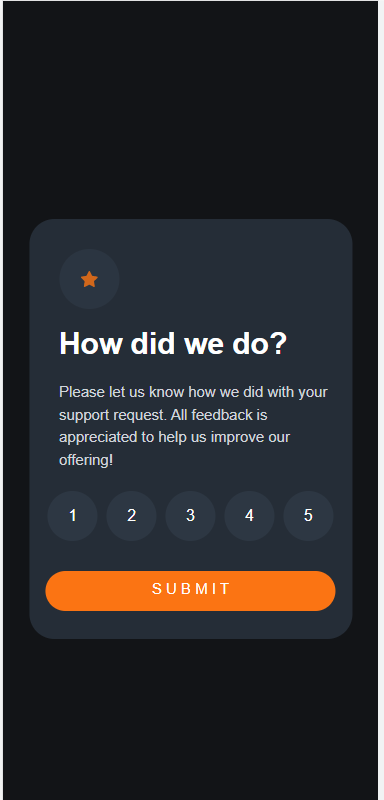 How did we do?
Please let us know how we did with your
support request. All feedback is
appreciated to help us improve our
offering!
1 2 3 4 5
SUBMIT